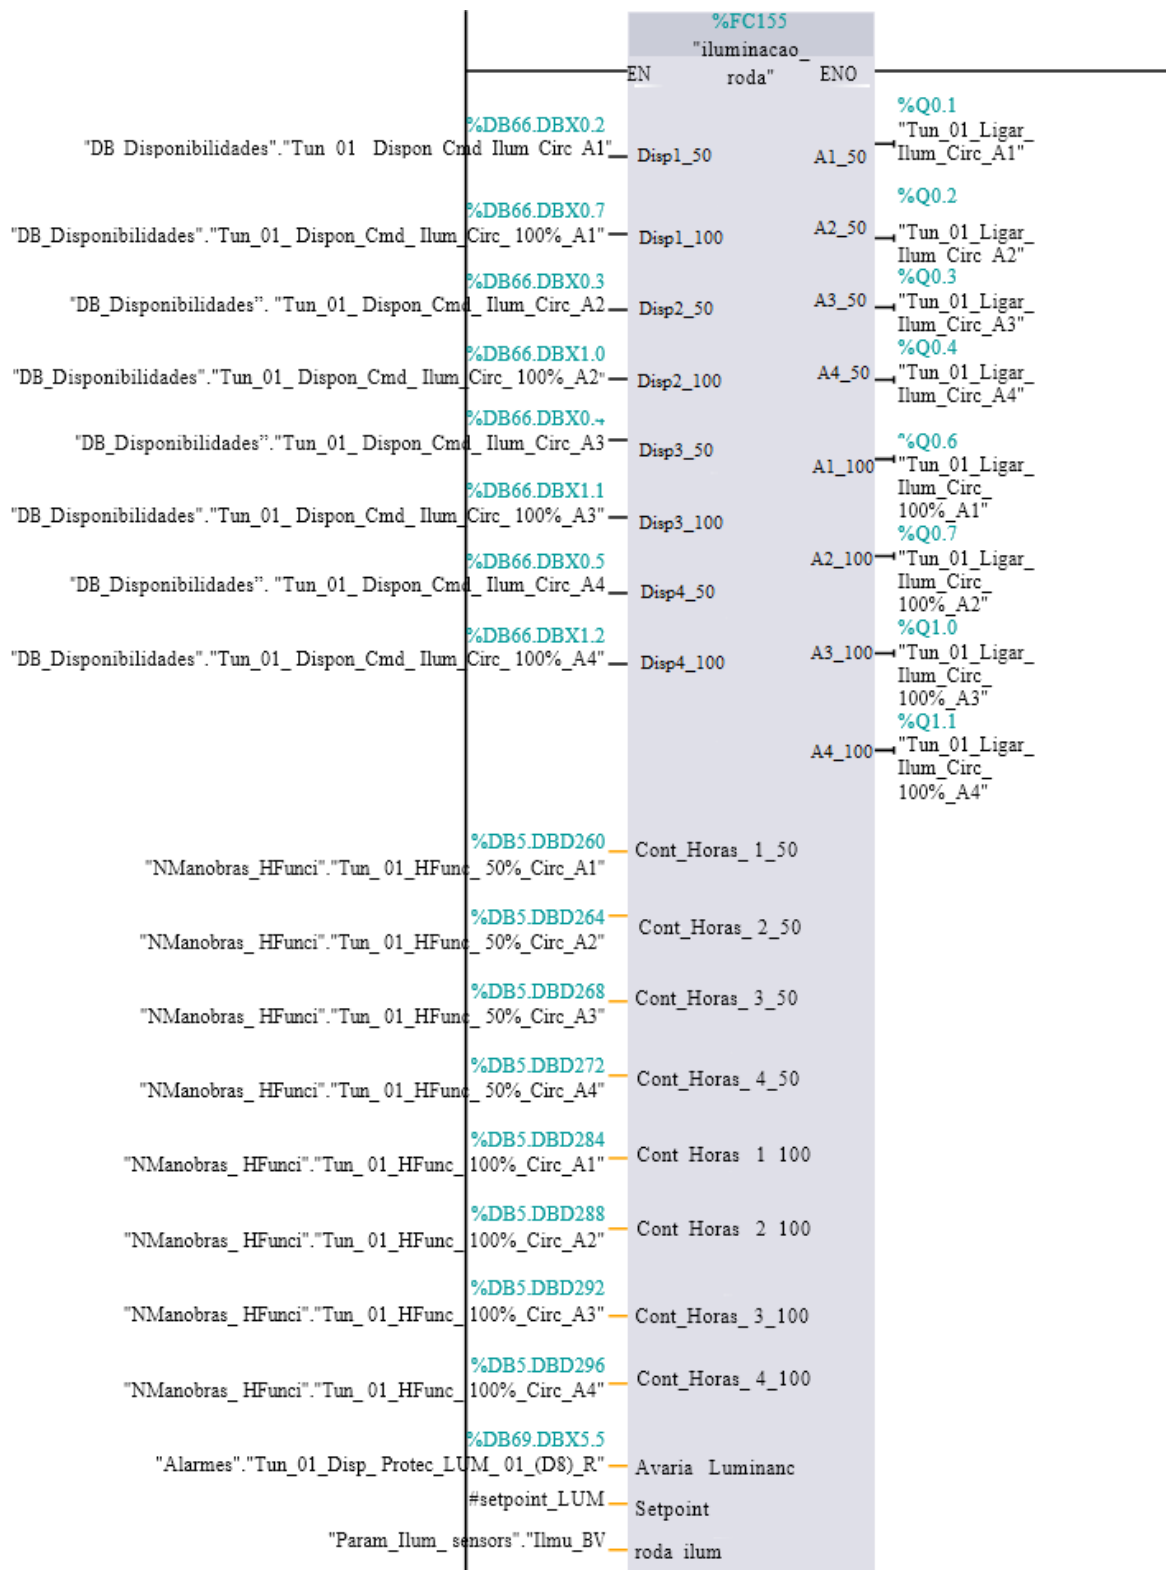 %FC155
"iluminacao_
roda"
EN
ENO
%DB66.DBX0.2
"DB Disponibilidades"."Tun 01 Dispon Cmd Ilum Circ A1"
Disp1_50
%DB66.DBX0.7
"DB_Disponibilidades"."Tun_01_ Dispon_Cmd_ Ilum_Circ_ 100%_A1"
Disp1_100
%DB66.DBX0.3
"DB_Disponibilidades”. "Tun_01_ Dispon_Cmd_ Ilum_Circ_A2
Disp2_50
%DB66.DBX1.0
"DB_Disponibilidades"."Tun_01_ Dispon_Cmd_ Ilum_Circ_ 100%_A2"
Disp2_100
%DB66.DBX0.4
"DB_Disponibilidades”."Tun_01_ Dispon_Cmd_ Ilum_Circ_A3
Disp3_50
%DB66.DBX1.1
"DB_Disponibilidades"."Tun_01_ Dispon_Cmd_ Ilum_Circ_ 100%_A3”
Disp3_100
%DB66.DBX0.5
"DB_Disponibilidades”. "Tun_01_ Dispon_Cmd_ Ilum_Circ_A4
Disp4_50
%DB66.DBX1.2
"DB_Disponibilidades"."Tun_01_ Dispon_Cmd_ Ilum_Circ_ 100%_A4”
Disp4_100
%Q0.1
A1_50
"Tun_01_Ligar_
Ilum_Circ_A1"
%Q0.2
A2_50
"Tun_01_Ligar_
Ilum Circ A2"
%Q0.3
A3_50
"Tun_01_Ligar_
Ilum_Circ_A3"
%Q0.4
A4_50
"Tun_01_Ligar_
Ilum_Circ_A4"
%Q0.6
A1_100
"Tun_01_Ligar_
Ilum_Circ_
100%_A1"
%Q0.7
A2_100
"Tun_01_Ligar_
Ilum_Circ_
100%_A2"
%Q1.0
A3_100
"Tun_01_Ligar_
Ilum_Circ_
100%_A3"
%Q1.1
A4_100
"Tun_01_Ligar_
Ilum_Circ_
100%_A4"
%DB5.DBD260
Cont_Horas_ 1_50
"NManobras_HFunci"."Tun_ 01_HFunc_ 50%_Circ_A1"
%DB5.DBD264
Cont_Horas_ 2_50
"NManobras_ HFunci"."Tun_ 01_HFunc_ 50%_Circ_A2"
%DB5.DBD268
Cont_Horas_ 3_50
"NManobras_ HFunci"."Tun_ 01_HFunc_ 50%_Circ_A3"
%DB5.DBD272
Cont_Horas_ 4_50
"NManobras_ HFunci"."Tun_ 01_HFunc_ 50%_Circ_A4"
%DB5.DBD284
Cont Horas 1 100
"NManobras_ HFunci"."Tun_ 01_HFunc_ 100%_Circ_A1"
%DB5.DBD288
Cont Horas 2 100
"NManobras_ HFunci"."Tun_ 01_HFunc_ 100%_Circ_A2"
%DB5.DBD292
"NManobras_ HFunci"."Tun_ 01_HFunc_ 100%_Circ_A3"
Cont_Horas_ 3_100
%DB5.DBD296
Cont_Horas_ 4_100
"NManobras_ HFunci"."Tun_ 01_HFunc_ 100%_Circ_A4"
%DB69.DBX5.5
"Alarmes"."Tun_01_Disp_ Protec_LUM_ 01_(D8)_R"
Avaria Luminanc
#setpoint_LUM
Setpoint
"Param_Ilum_ sensors"."Ilmu_BV
roda ilum